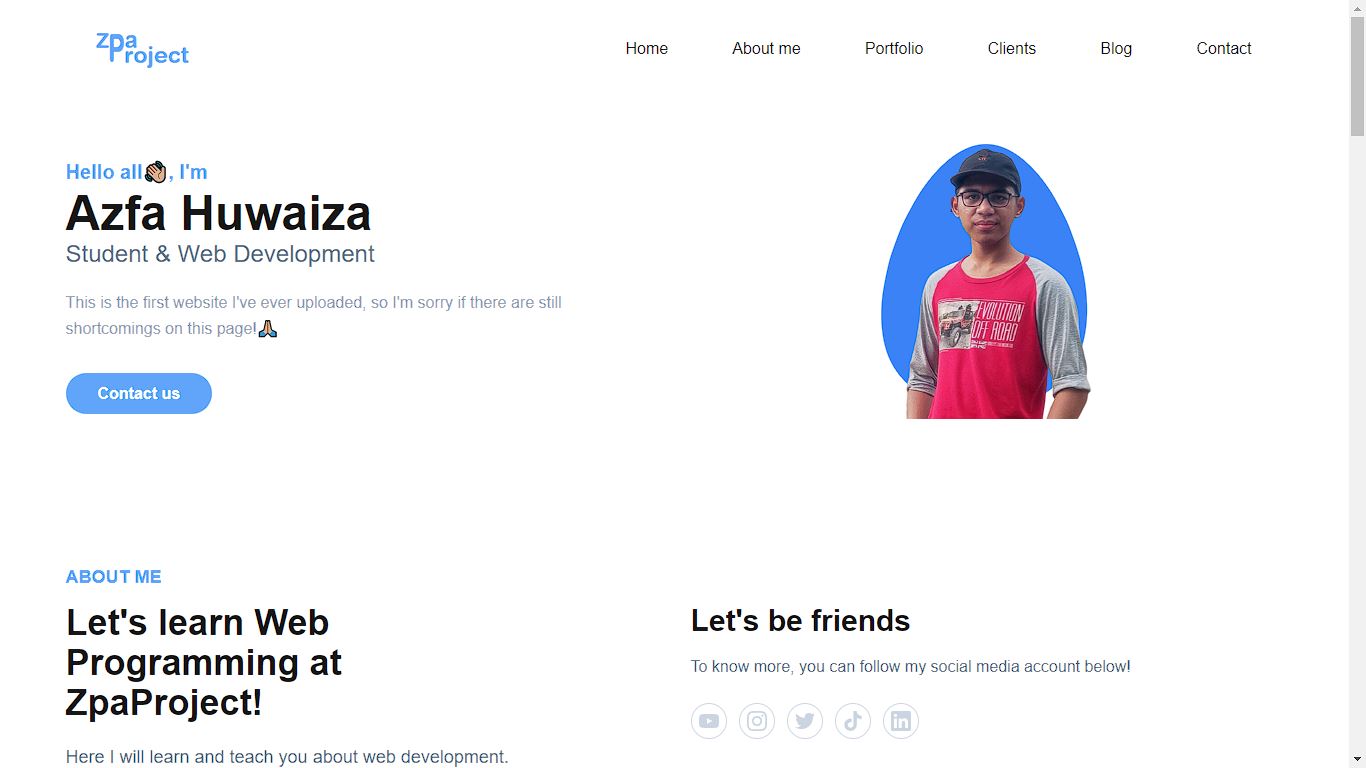 Zpa
Project
Home About me Portfolio Clients Blog Contact
Hello all👋🏽, I'm
Azfa Huwaiza
Student & Web Development
This is the first website I've ever uploaded, so I'm sorry if there are still
shortcomings on this page!🙏🏽
Contact us
EVOLUTION
OFF ROAD
ABOUT ME
Let's learn Web
Programming at
ZpaProject!
Here I will learn and teach you about web development.
Let's be friends
To know more, you can follow my social media account below!